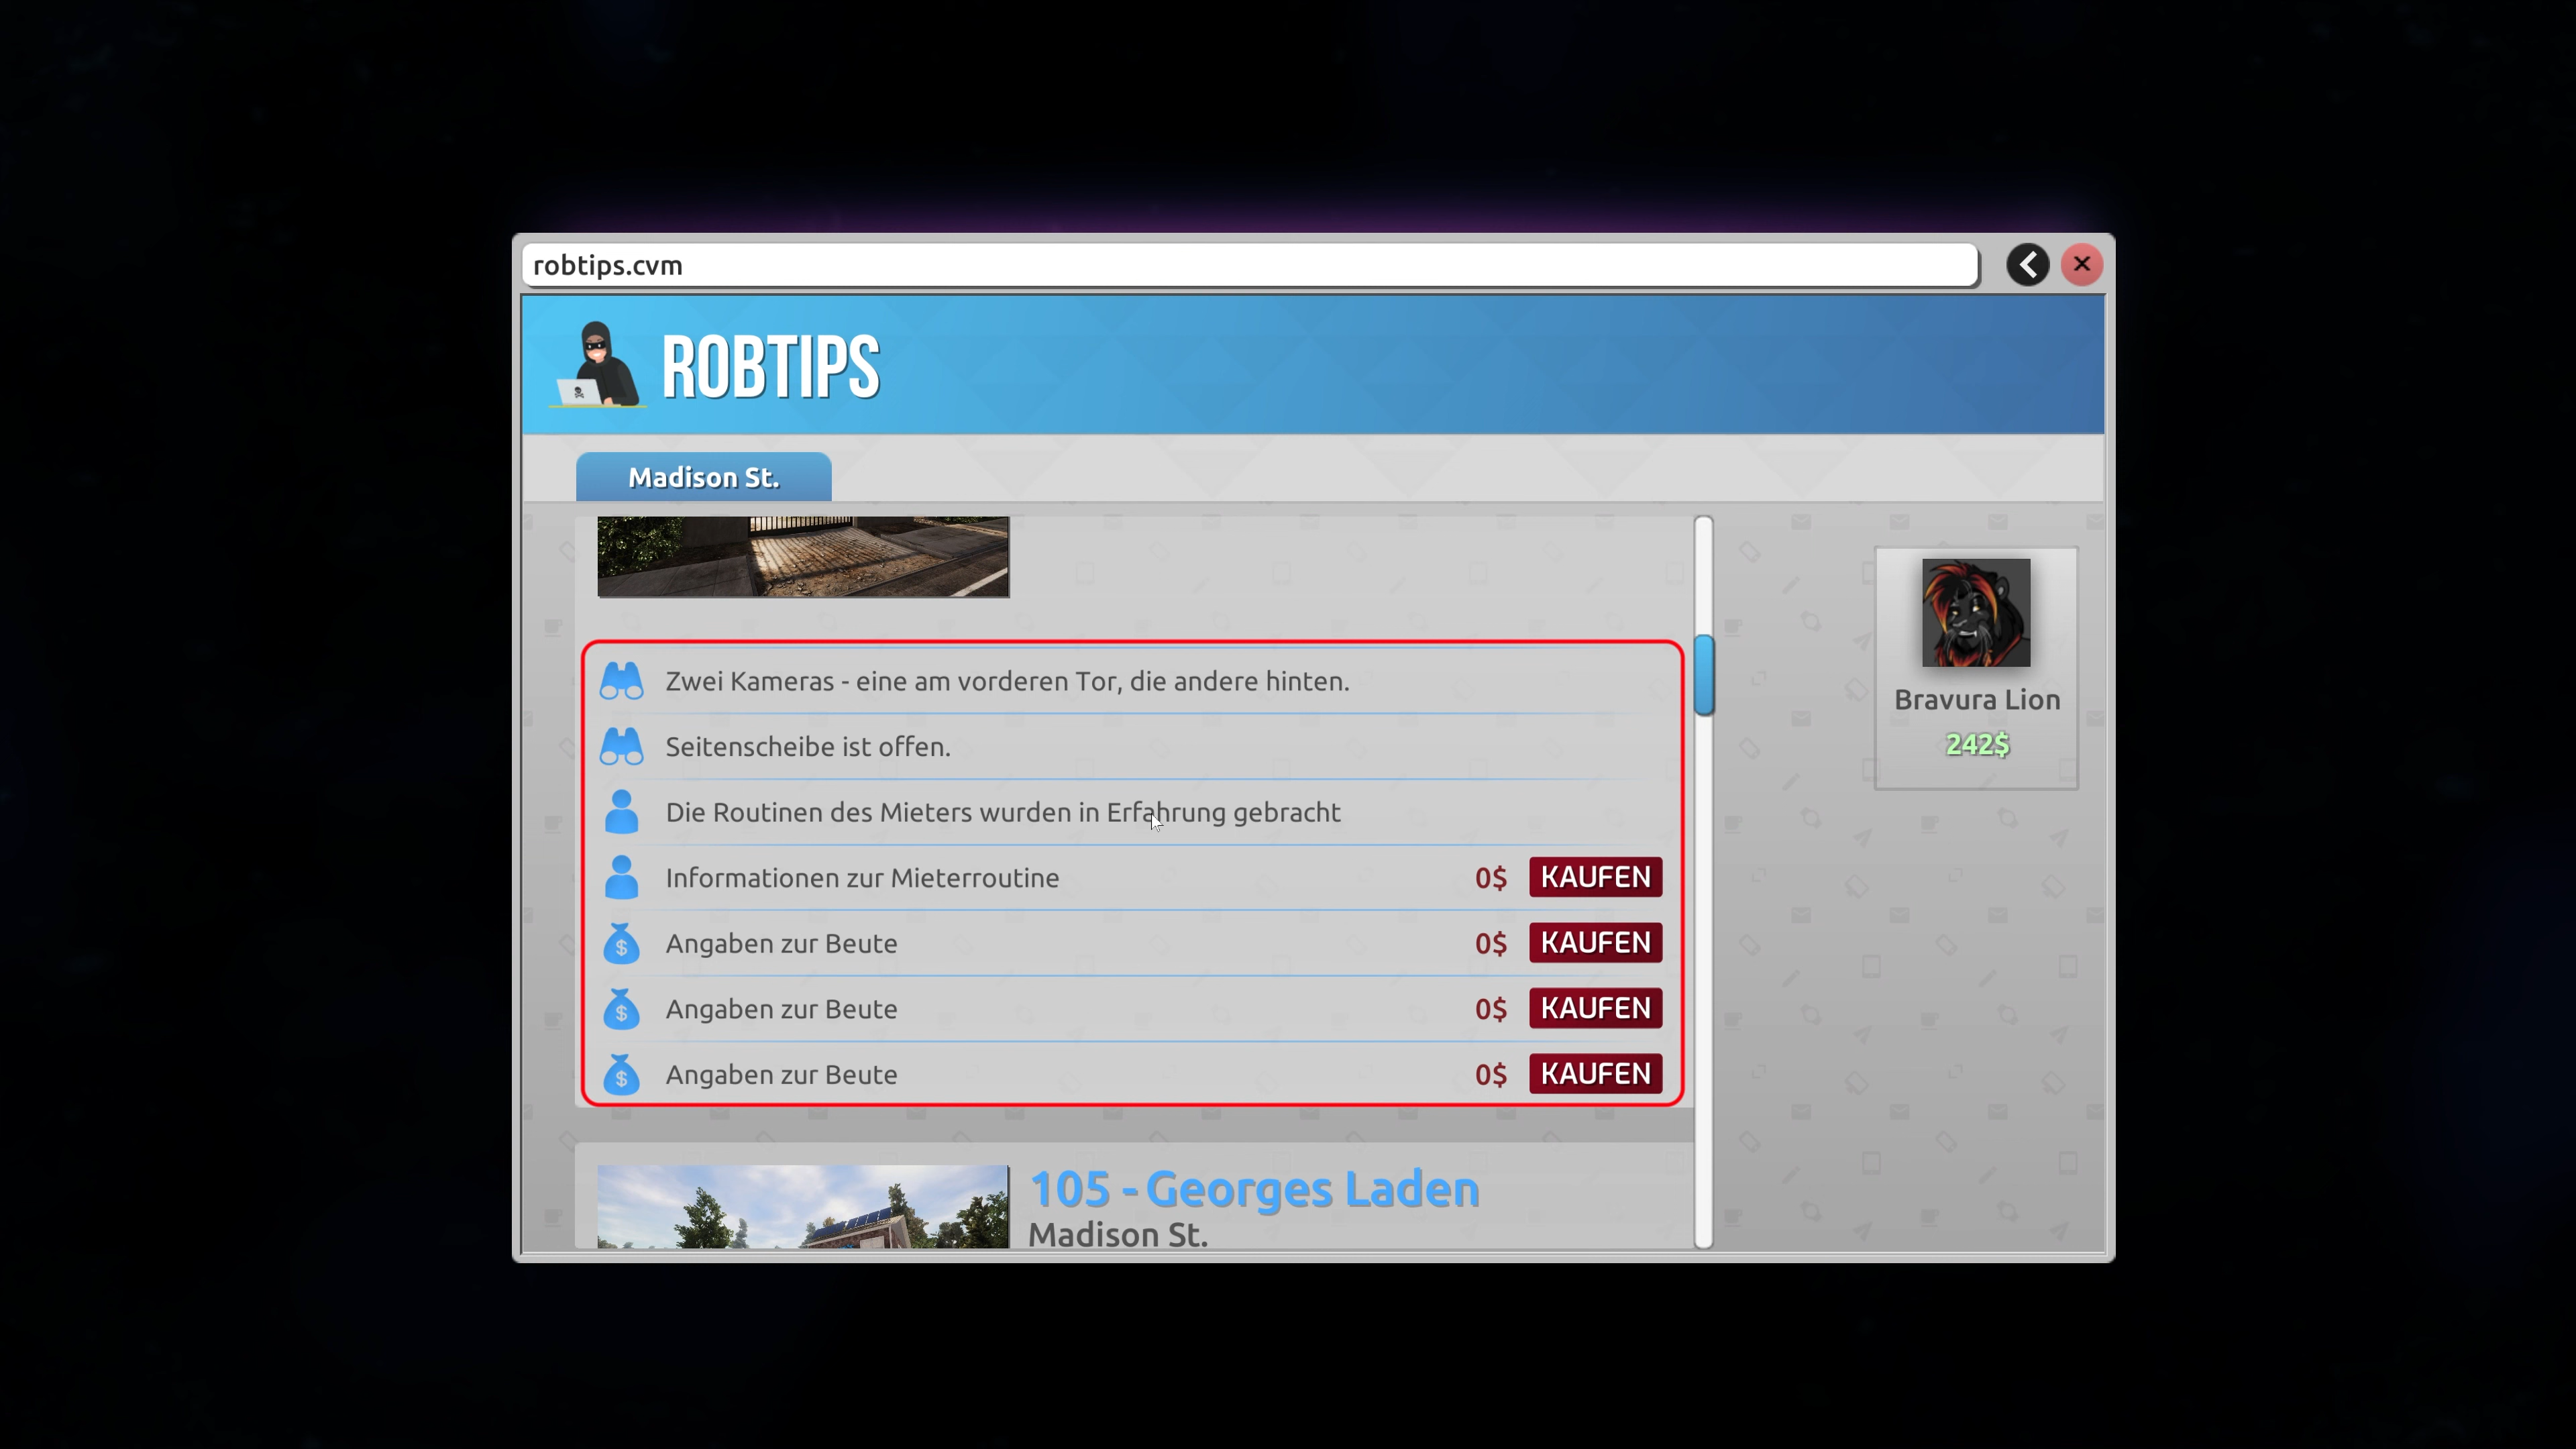 robtips.cvm
ROBTIPS
Madison St.
Zwei Kameras - eine am vorderen Tor, die andere hinten.
Seitenscheibe ist offen.
Die Routinen des Mieters wurden in Erfahrung gebracht
Informationen zur Mieterroutine 0$ KAUFEN
Angaben zur Beute 0$ KAUFEN
Angaben zur Beute 0$ KAUFEN
Angaben zur Beute 0$ KAUFEN
105 - Georges Laden
Madison St.
Bravura Lion
242$